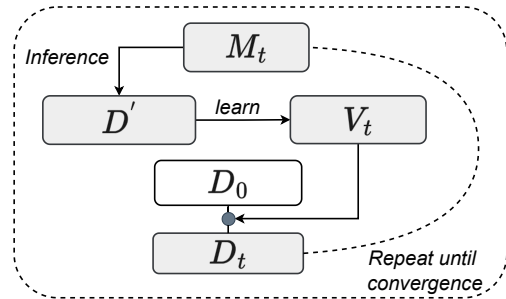 M_t
Inference
D'
learn
V_t
D_0
D_t
Repeat until
convergence